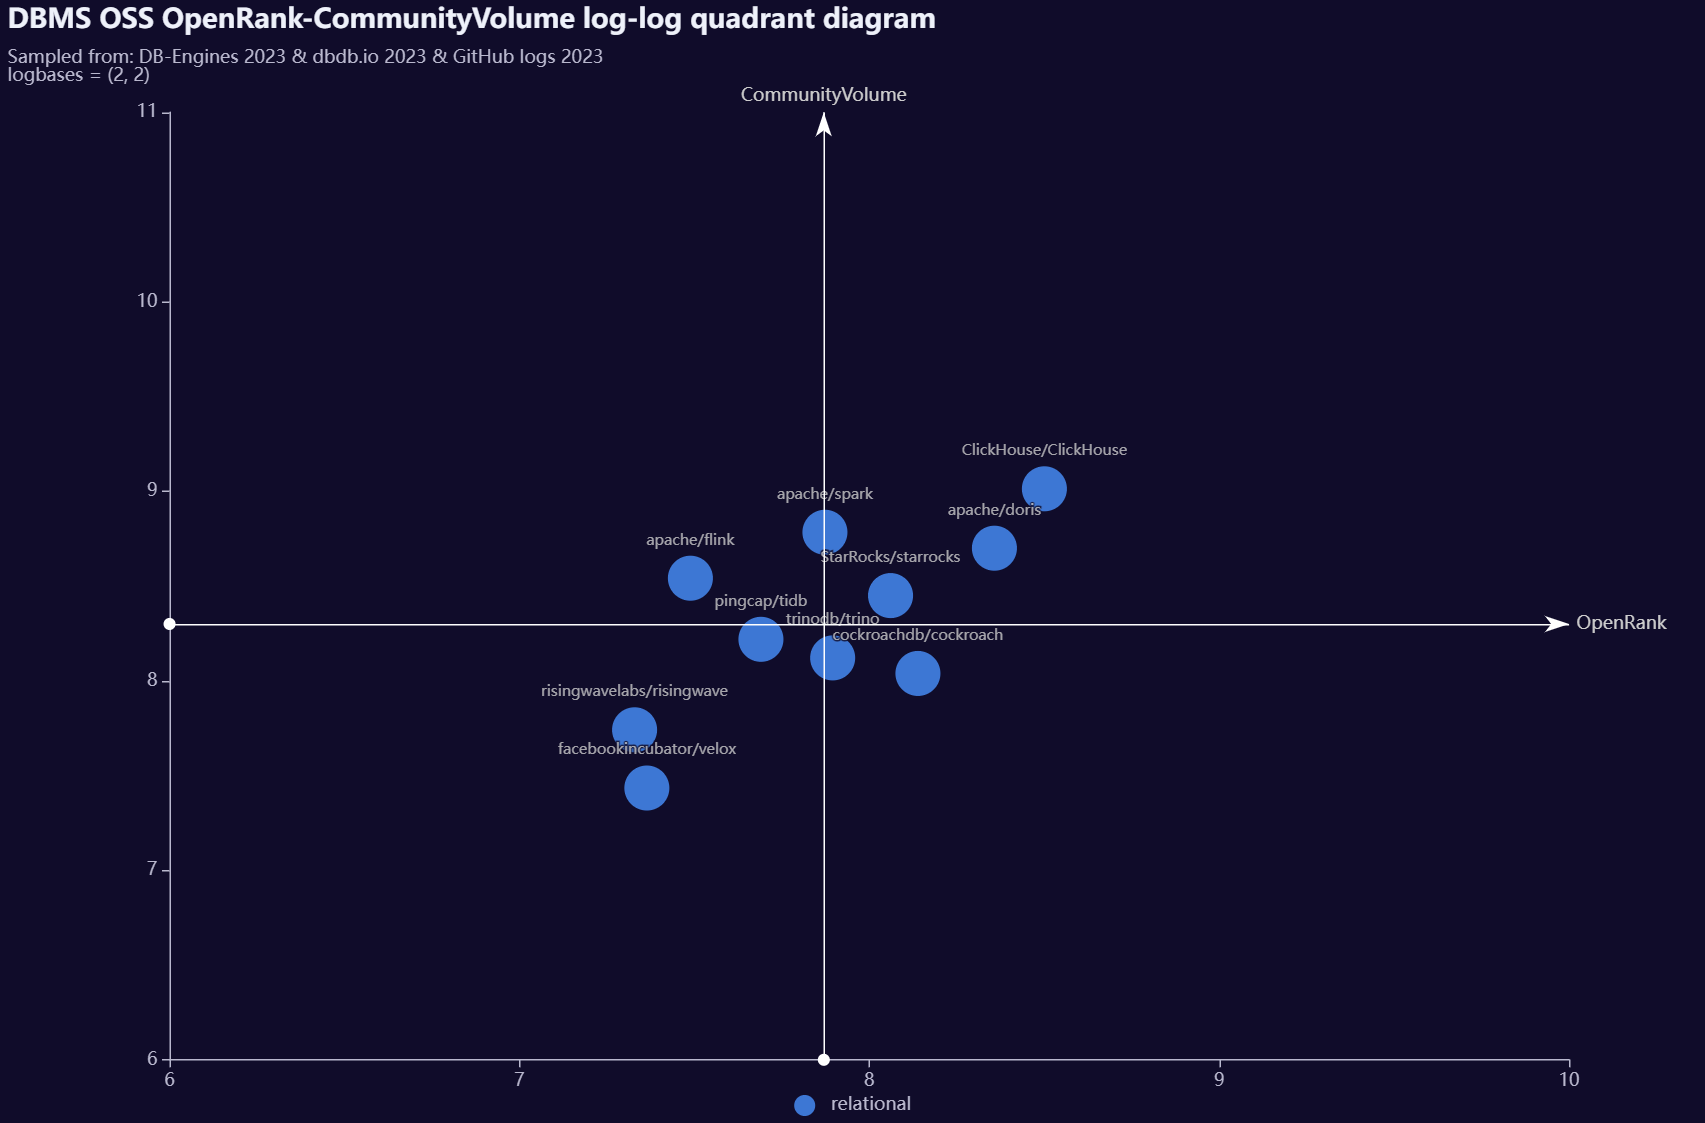 DBMS OSS OpenRank-CommunityVolume log-log quadrant diagram
Sampled from: DB-Engines 2023 & dbdb.io 2023 & GitHub logs 2023
logbases = (2, 2)
CommunityVolume
11
10
ClickHouse/ClickHouse
9
apache/spark
apache/doris
apache/flink
StarRocks/starrocks
pingcap/tidb
trinodb/trino
OpenRank
cockroachdb/cockroach
8
risingwavelabs/risingwave
facebookincubator/velox
7
6
6 7 8 9 10
relational